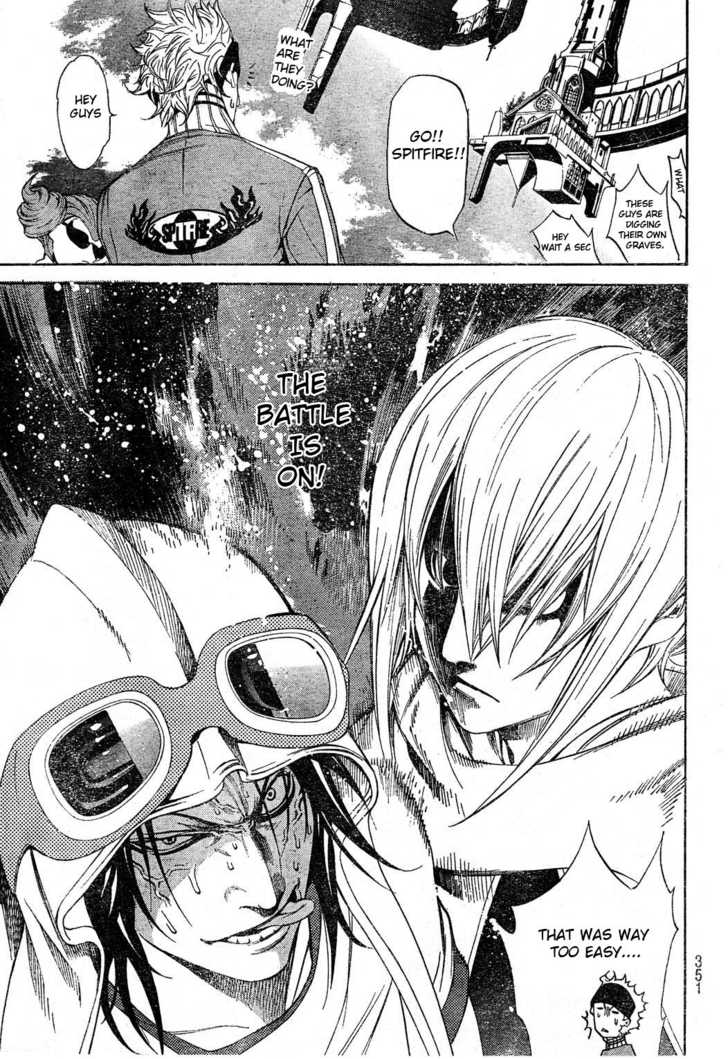 WHAT
THESE
GUYS ARE
DIGGING
THEIR OWN
GRAVES.
HEY
WAIT A SEC
GO!!
SPITFIRE!!
WHAT
ARE
THEY
DOING?
HEY
GUYS
SPITFIRE
THE
BATTLE
IS
ON!
THAT WAS WAY
TOO EASY....
351